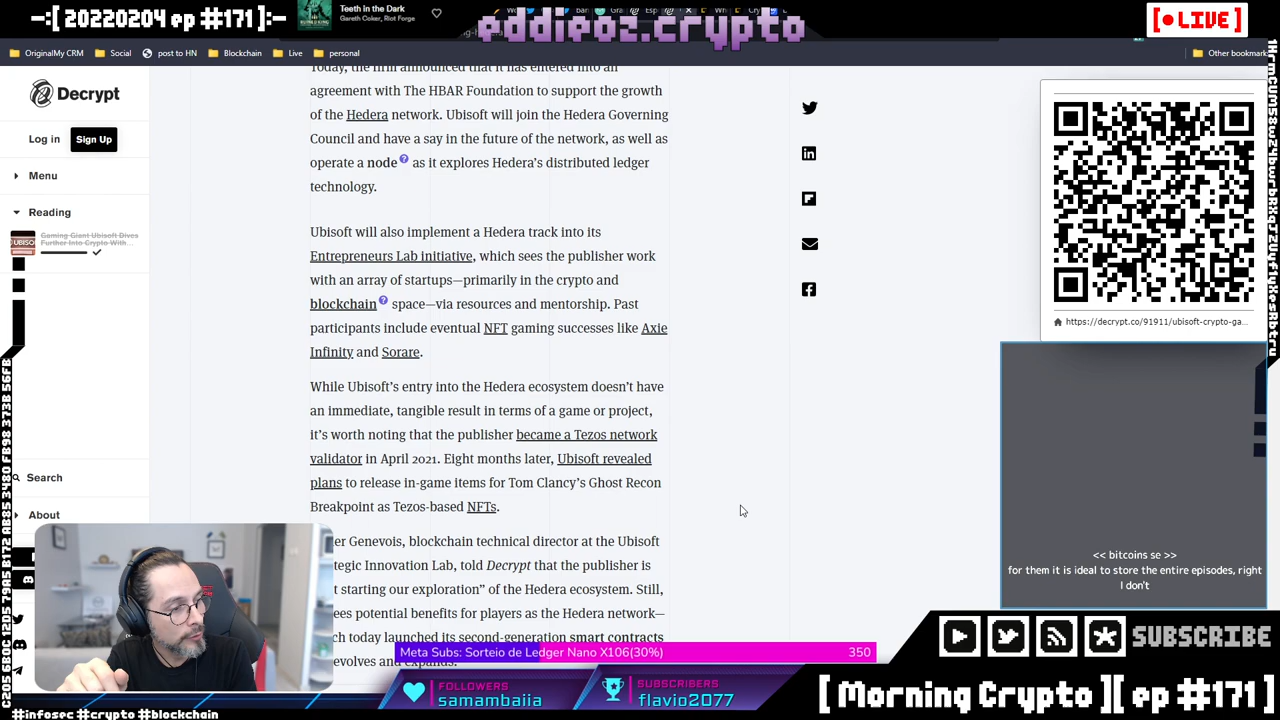 -:[ 20220204 ep #171]:-
Teeth In the Dark
Gareth Coker, Riot Forge
eddieoz.crypto
[• LIVE]
OriginalMy CRM
Social
post to HN
Blockchain
Live
personal
Other bookmark
Decrypt
Log in
Sign Up
Menu
Reading
Gaming Giant Ubisoft Dives
Further Into Crypto With...
Search
About
Today, the firm announced that it has entered into an
agreement with The HBAR Foundation to support the growth
of the Hedera network. Ubisoft will join the Hedera Governing
Council and have a say in the future of the network, as well as
operate a node? as it explores Hedera's distributed ledger
technology.
Ubisoft will also implement a Hedera track into its
Entrepreneurs Lab initiative, which sees the publisher work
with an array of startups—primarily in the crypto and
blockchain? space—via resources and mentorship. Past
participants include eventual NFT gaming successes like Axie
Infinity and Sorare.
While Ubisoft's entry into the Hedera ecosystem doesn't have
an immediate, tangible result in terms of a game or project,
it's worth noting that the publisher became a Tezos network
validator in April 2021. Eight months later, Ubisoft revealed
plans to release in-game items for Tom Clancy's Ghost Recon
Breakpoint as Tezos-based NFTs.
er Genevois, blockchain technical director at the Ubisoft
tegic Innovation Lab, told Decrypt that the publisher is
t starting our exploration" of the Hedera ecosystem. Still,
ees potential benefits for players as the Hedera network—
ch today launched its second-generation smart contracts
evolves and expands.
https://decrypt.co/91911/ubisoft-crypto-ga...
<< bitcoins se >>
for them it is ideal to store the entire episodes, right
I don't
Meta Subs: Sorteio de Ledger Nano X106(30%)
350
FOLLOWERS
samambaiia
SUBSCRIBERS
flavio2077
SUBSCRIBE
[ Morning Crypto ][ ep #171 ]
#infosec #crypto #blockchain